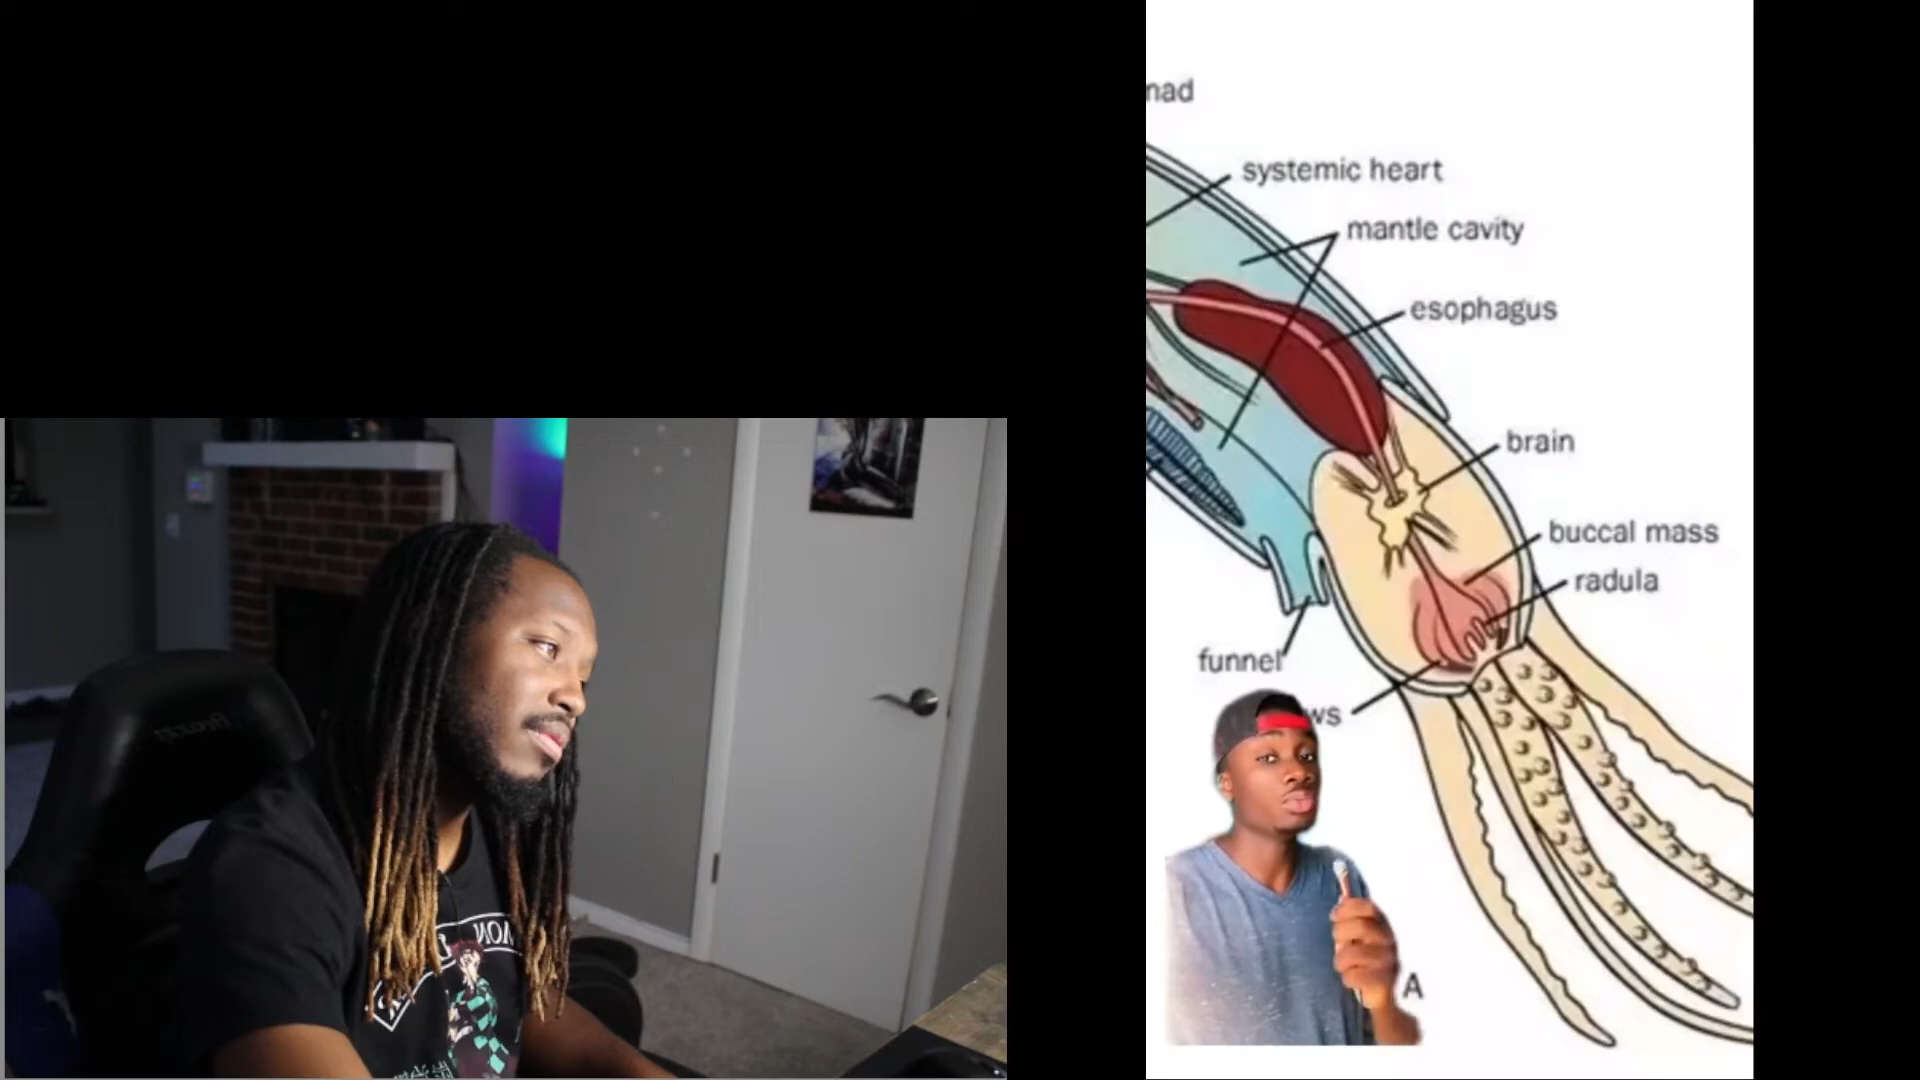 nad
systemic heart
mantle cavity
esophagus
brain
buccal mass
radula
funnel
ws
A